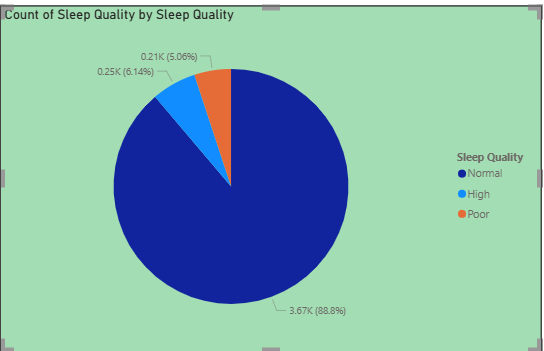 Count of Sleep Quality by Sleep Quality
0.21K (5.06%)
0.25K (6.14%)
Sleep Quality
Normal
High
Poor
3.67K (88.8%)